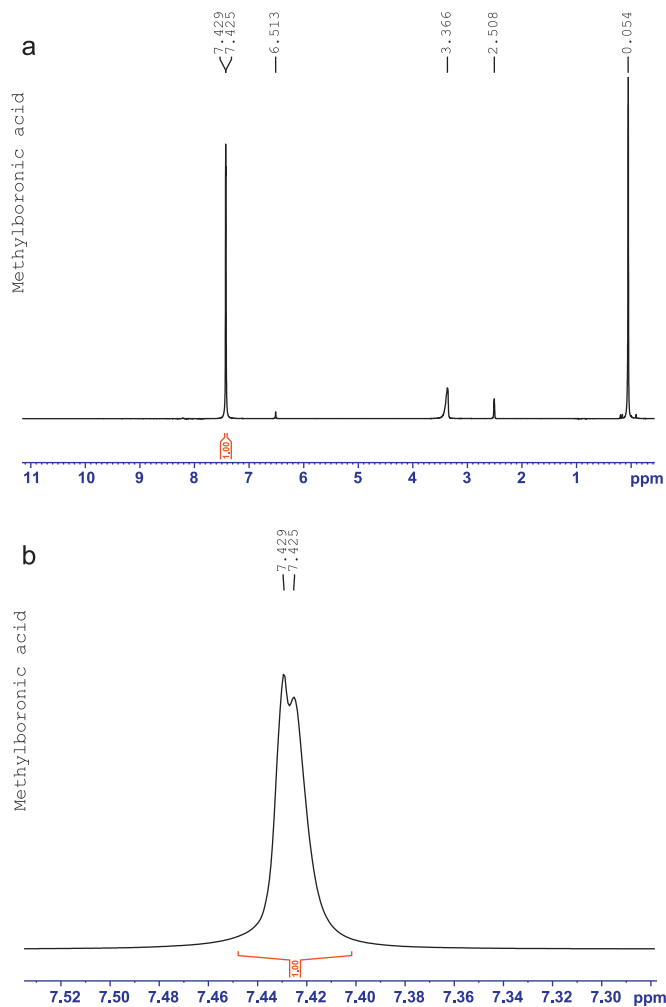 a
7.429
7.425
6.513
3.366
2.508
0.054
Methylboronic acid
1,00
11 10 9 8 7 6 5 4 3 2 1 ppm
b
7.429
7.425
Methylboronic acid
1,00
7.52 7.50 7.48 7.46 7.44 7.42 7.40 7.38 7.36 7.34 7.32 7.30 ppm